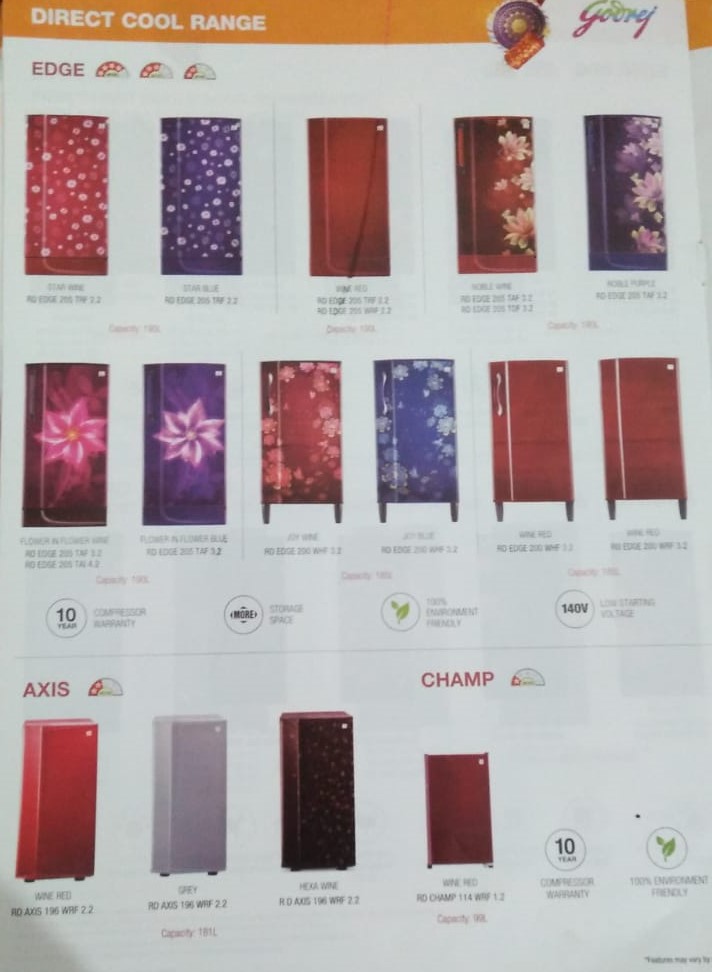 DIRECT COOL RANGE
Godrej
EDGE
STAR WINE
RD EDGE 205 TRF 3.2
STAR BLUE
RD EDGE 205 TRF 3.2
Capacity: 190L
WINE RED
RD EDGE 205 TRF 3.2
RD EDGE 205 WRF 2.2
Capacity: 190L
NOBLE WINE
RD EDGE 205 TAF 3.2
RD EDGE 205 TDF 3.2
NOBLE PURPLE
RD EDGE 205 TAF 3.2
Capacity: 190L
FLOWER IN FLOWER WINE
RD EDGE 205 TAF 3.2
RD EDGE 205 TAI 4.2
FLOWER IN FLOWER BLUE
RD EDGE 205 TAF 3.2
Capacity: 190L
JOY WINE
RD EDGE 200 WHF 3.2
JOY BLUE
RD EDGE 200 WHF 3.2
Capacity:
WINE RED
RD EDGE 200 WHF 3.2
WINE RED
RD EDGE 200 WRF 3.2
Capacity:
10
YEAR
COMPRESSOR
WARRANTY
MORE
STORAGE
SPACE
100%
ENVIRONMENT
FRIENDLY
140V
LOW STARTING
VOLTAGE
AXIS
WINE RED
RD AXIS 196 WRF 2.2
GREY
RD AXIS 196 WRF 2.2
HEXA WINE
R D AXIS 196 WRF 2.2
Capacity: 181L
CHAMP
WINE RED
RD CHAMP 114 WRF 1.2
Capacity: 99L
10
YEAR
COMPRESSOR
WARRANTY
100% ENVIRONMENT
FRIENDLY
*Features may vary by